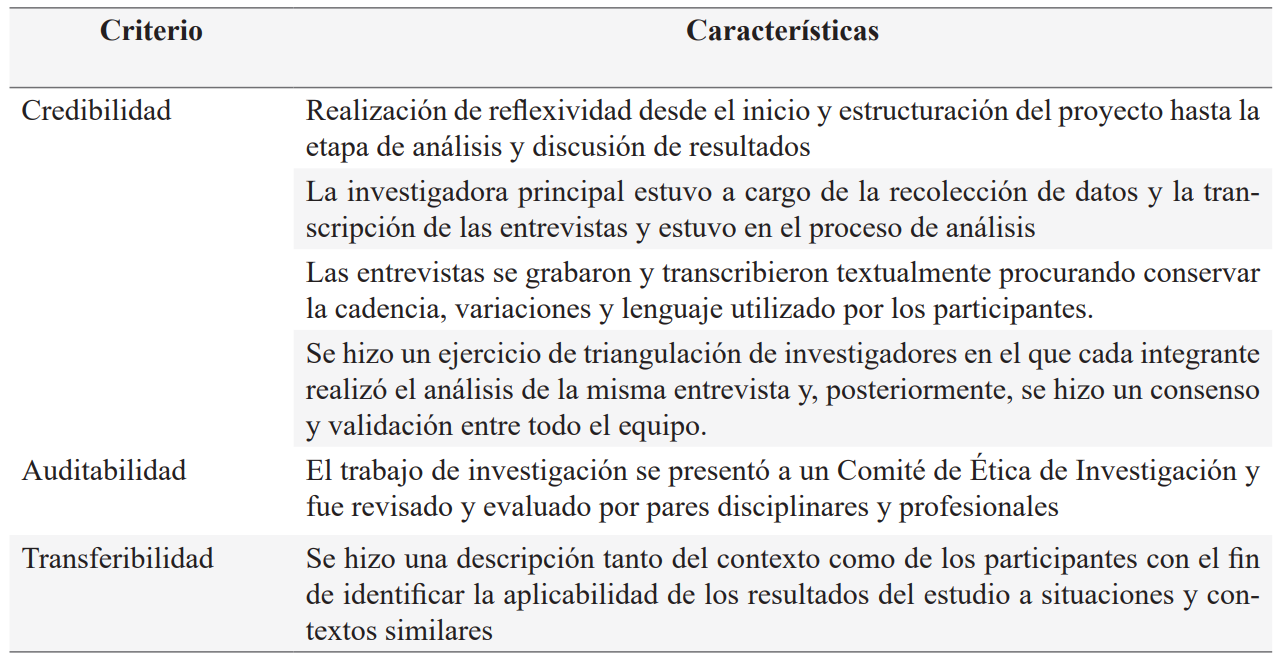 Criterio Características
Credibilidad Realización de reflexividad desde el inicio y estructuración del proyecto hasta la
etapa de análisis y discusión de resultados
La investigadora principal estuvo a cargo de la recolección de datos y la tran-
scripción de las entrevistas y estuvo en el proceso de análisis
Las entrevistas se grabaron y transcribieron textualmente procurando conservar
la cadencia, variaciones y lenguaje utilizado por los participantes.
Se hizo un ejercicio de triangulación de investigadores en el que cada integrante
realizó el análisis de la misma entrevista y, posteriormente, se hizo un consenso
y validación entre todo el equipo.
Auditabilidad El trabajo de investigación se presentó a un Comité de Ética de Investigación y
fue revisado y evaluado por pares disciplinares y profesionales
Transferibilidad Se hizo una descripción tanto del contexto como de los participantes con el fin
de identificar la aplicabilidad de los resultados del estudio a situaciones y con-
textos similares